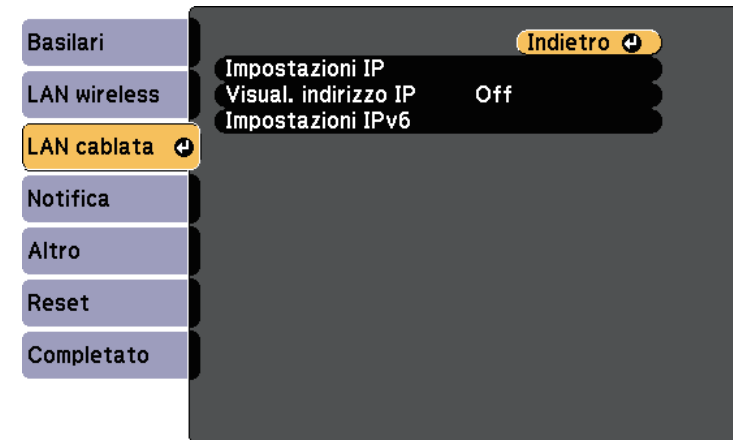 Basilari
LAN wireless
LAN cablata
Notifica
Altro
Reset
Completato
Indietro
Impostazioni IP
Visual. indirizzo IP Off
Impostazioni IPv6